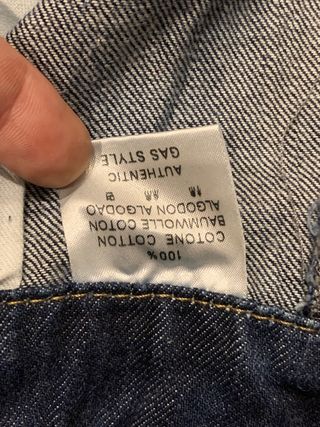 100%
COTONE COTTON
BAUMWOLLE COTON
ALGODON ALGODAO
AUTHENTIC
GAS STYLE